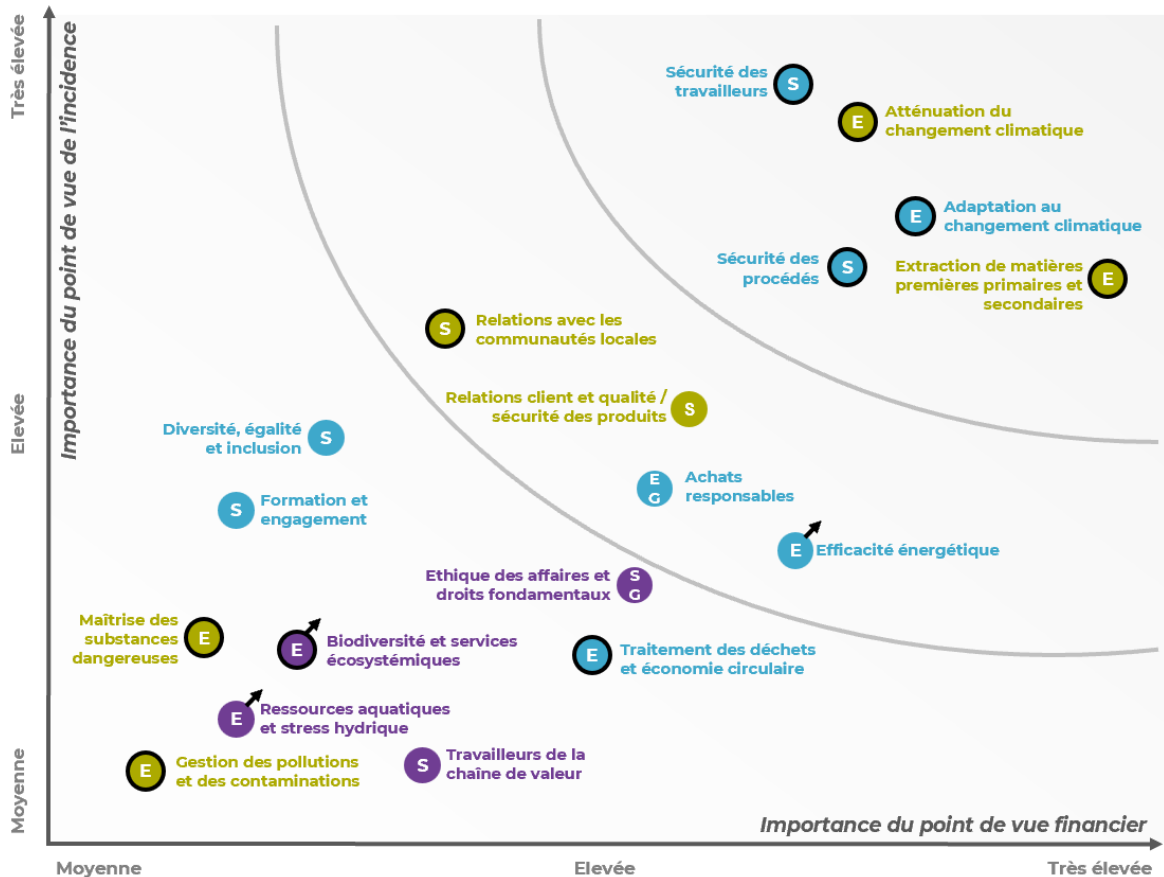 Très élevée
Elevée
Moyenne
Importance du point de vue de l'incidence
Sécurité des
travailleurs
S
E
Atténuation du
changement climatique
E
Adaptation au
changement climatique
Sécurité des
procédés
S
Extraction de matières
premières primaires et
secondaires
E
S
Relations avec les
communautés locales
Relations client et qualité /
sécurité des produits
S
Diversité, égalité
et inclusion
S
E
G
Achats
responsables
S
Formation et
engagement
E
Efficacité énergétique
Ethique des affaires et
droits fondamentaux
S
G
Maîtrise des
substances
dangereuses
E
E
Biodiversité et services
écosystémiques
E
Traitement des déchets
et économie circulaire
E
Ressources aquatiques
et stress hydrique
E
Gestion des pollutions
et des contaminations
S
Travailleurs de la
chaîne de valeur
Importance du point de vue financier
Moyenne
Elevée
Très élevée